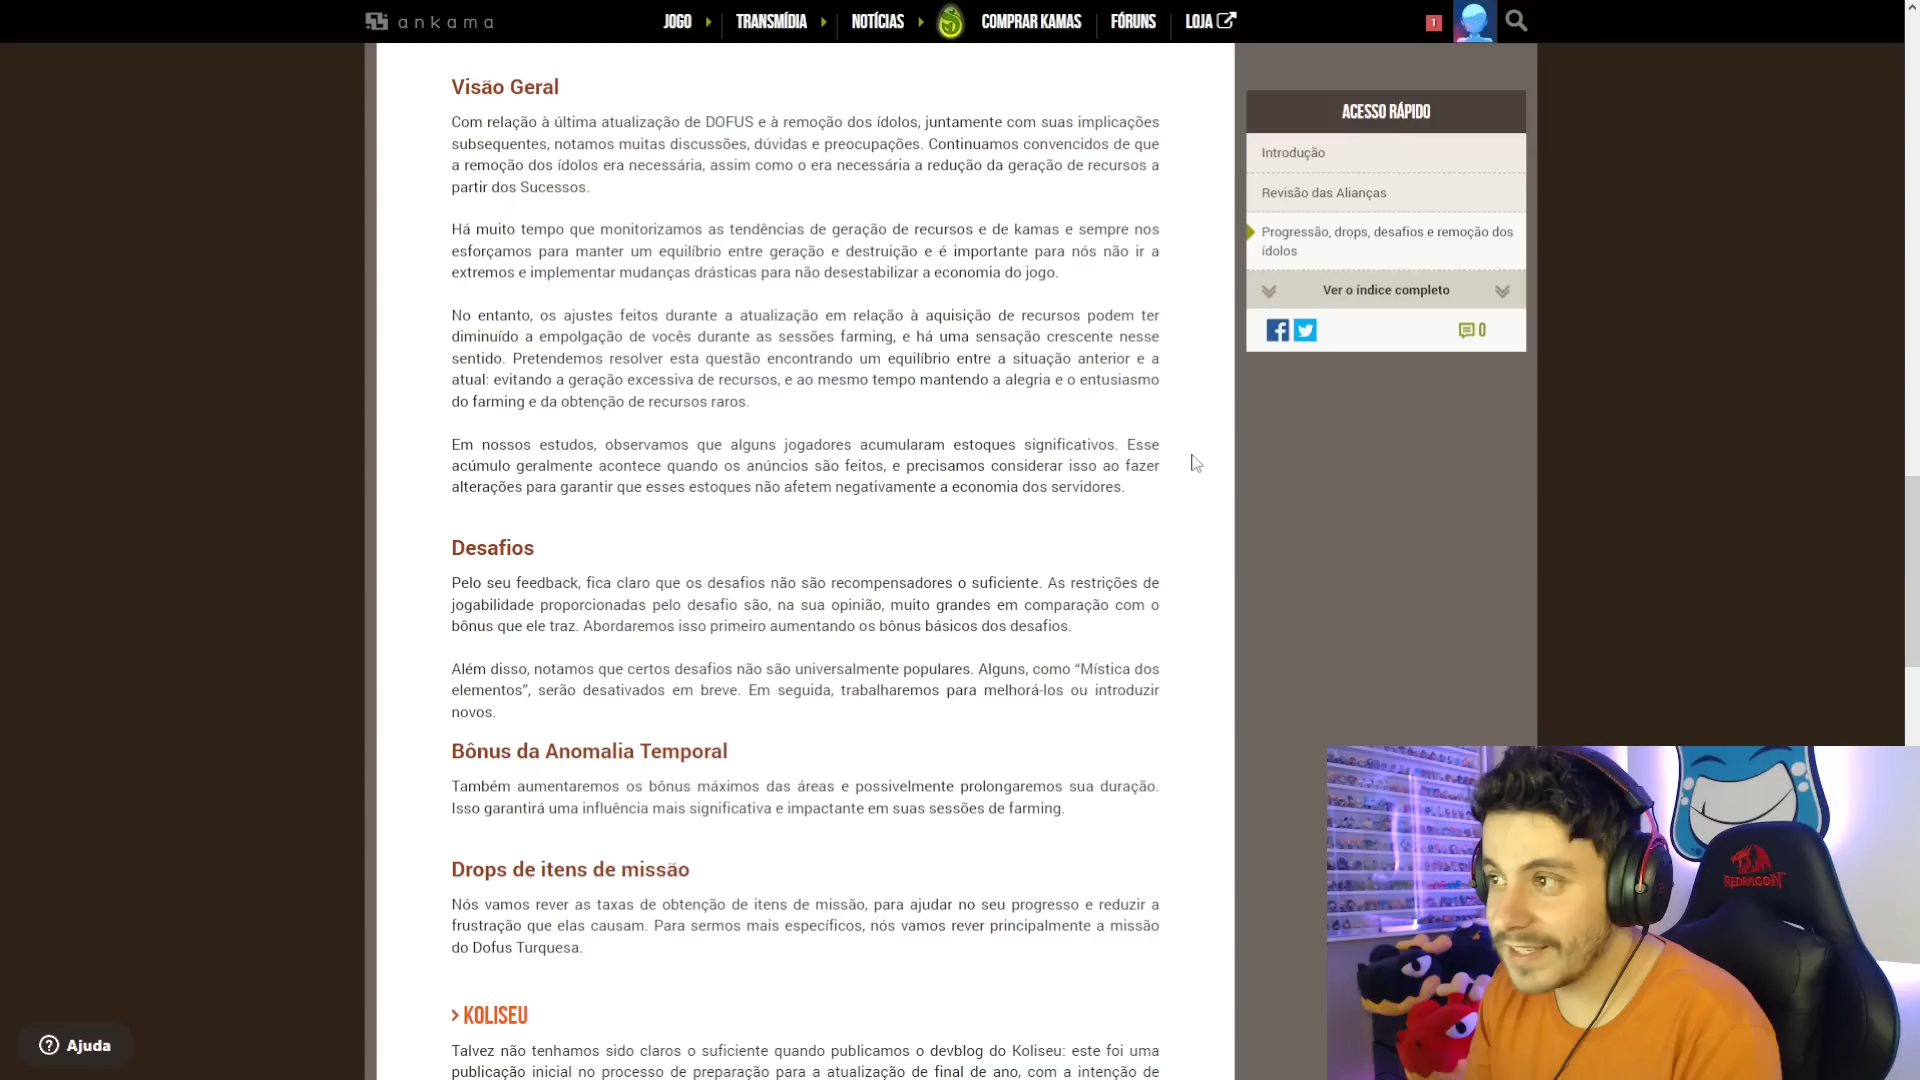 ankama
JOGO
TRANSMÍDIA
NOTÍCIAS
COMPRAR KAMAS
FÓRUNS
LOJA
1
Visão Geral
Com relação à última atualização de DOFUS e à remoção dos ídolos, juntamente com suas implicações
subsequentes, notamos muitas discussões, dúvidas e preocupações. Continuamos convencidos de que
a remoção dos ídolos era necessária, assim como o era necessária a redução da geração de recursos a
partir dos Sucessos.
Há muito tempo que monitorizamos as tendências de geração de recursos e de kamas e sempre nos
esforçamos para manter um equilíbrio entre geração e destruição e é importante para nós não ir a
extremos e implementar mudanças drásticas para não desestabilizar a economia do jogo.
No entanto, os ajustes feitos durante a atualização em relação à aquisição de recursos podem ter
diminuído a empolgação de vocês durante as sessões farming, e há uma sensação crescente nesse
sentido. Pretendemos resolver esta questão encontrando um equilíbrio entre a situação anterior e a
atual: evitando a geração excessiva de recursos, e ao mesmo tempo mantendo a alegria e o entusiasmo
do farming e da obtenção de recursos raros.
Em nossos estudos, observamos que alguns jogadores acumularam estoques significativos. Esse
acúmulo geralmente acontece quando os anúncios são feitos, e precisamos considerar isso ao fazer
alterações para garantir que esses estoques não afetem negativamente a economia dos servidores.
Desafios
Pelo seu feedback, fica claro que os desafios não são recompensadores o suficiente. As restrições de
jogabilidade proporcionadas pelo desafio são, na sua opinião, muito grandes em comparação com o
bônus que ele traz. Abordaremos isso primeiro aumentando os bônus básicos dos desafios.
Além disso, notamos que certos desafios não são universalmente populares. Alguns, como “Mística dos
elementos”, serão desativados em breve. Em seguida, trabalharemos para melhorá-los ou introduzir
novos.
Bônus da Anomalia Temporal
Também aumentaremos os bônus máximos das áreas e possivelmente prolongaremos sua duração.
Isso garantirá uma influência mais significativa e impactante em suas sessões de farming.
Drops de itens de missão
Nós vamos rever as taxas de obtenção de itens de missão, para ajudar no seu progresso e reduzir a
frustração que elas causam. Para sermos mais específicos, nós vamos rever principalmente a missão
do Dofus Turquesa.
> KOLISEU
Talvez não tenhamos sido claros o suficiente quando publicamos o devblog do Koliseu: este foi uma
publicação inicial no processo de preparação para a atualização de final de ano, com a intenção de
ACESSO RÁPIDO
Introdução
Revisão das Alianças
Progressão, drops, desafios e remoção dos
ídolos
Ver o índice completo
0
REDRAGON
Ajuda